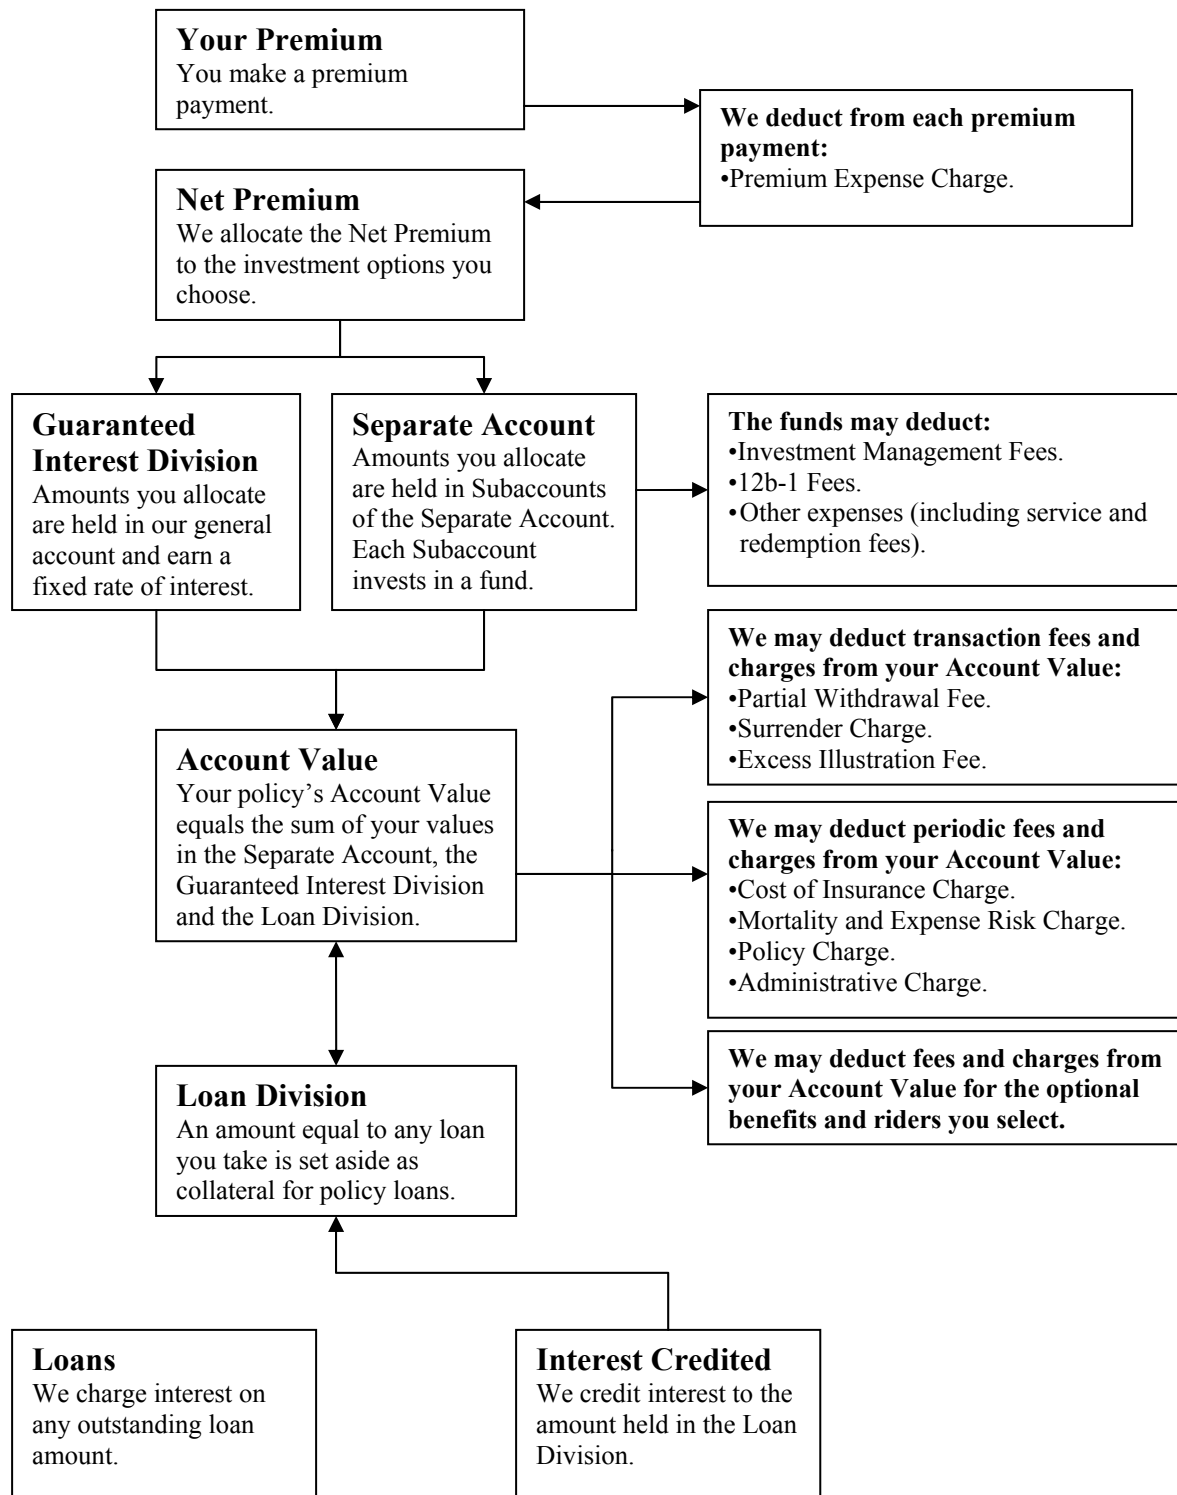 Your Premium
You make a premium
payment.
We deduct from each premium
payment:
•Premium Expense Charge.
Net Premium
We allocate the Net Premium
to the investment options you
choose.
Guaranteed
Interest Division
Amounts you allocate
are held in our general
account and earn a
fixed rate of interest.
Separate Account
Amounts you allocate
are held in Subaccounts
of the Separate Account.
Each Subaccount
invests in a fund.
The funds may deduct:
•Investment Management Fees.
•12b-1 Fees.
•Other expenses (including service and
redemption fees).
We may deduct transaction fees and
charges from your Account Value:
•Partial Withdrawal Fee.
•Surrender Charge.
•Excess Illustration Fee.
Account Value
Your policy’s Account Value
equals the sum of your values
in the Separate Account, the
Guaranteed Interest Division
and the Loan Division.
We may deduct periodic fees and
charges from your Account Value:
•Cost of Insurance Charge.
•Mortality and Expense Risk Charge.
•Policy Charge.
•Administrative Charge.
We may deduct fees and charges from
your Account Value for the optional
benefits and riders you select.
Loan Division
An amount equal to any loan
you take is set aside as
collateral for policy loans.
Loans
We charge interest on
any outstanding loan
amount.
Interest Credited
We credit interest to the
amount held in the Loan
Division.